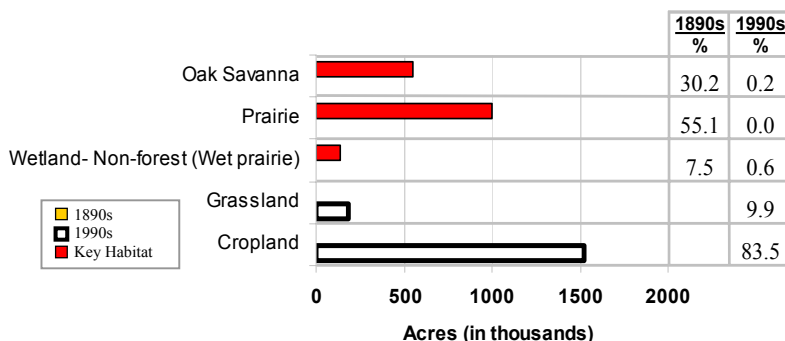 1890s 1990s
% %
Oak Savanna 30.2 0.2
Prairie 55.1 0.0
Wetland- Non-forest (Wet prairie) 7.5 0.6
Grassland 9.9
Cropland 83.5
1890s
1990s
Key Habitat
0 500 1000 1500 2000
Acres (in thousands)